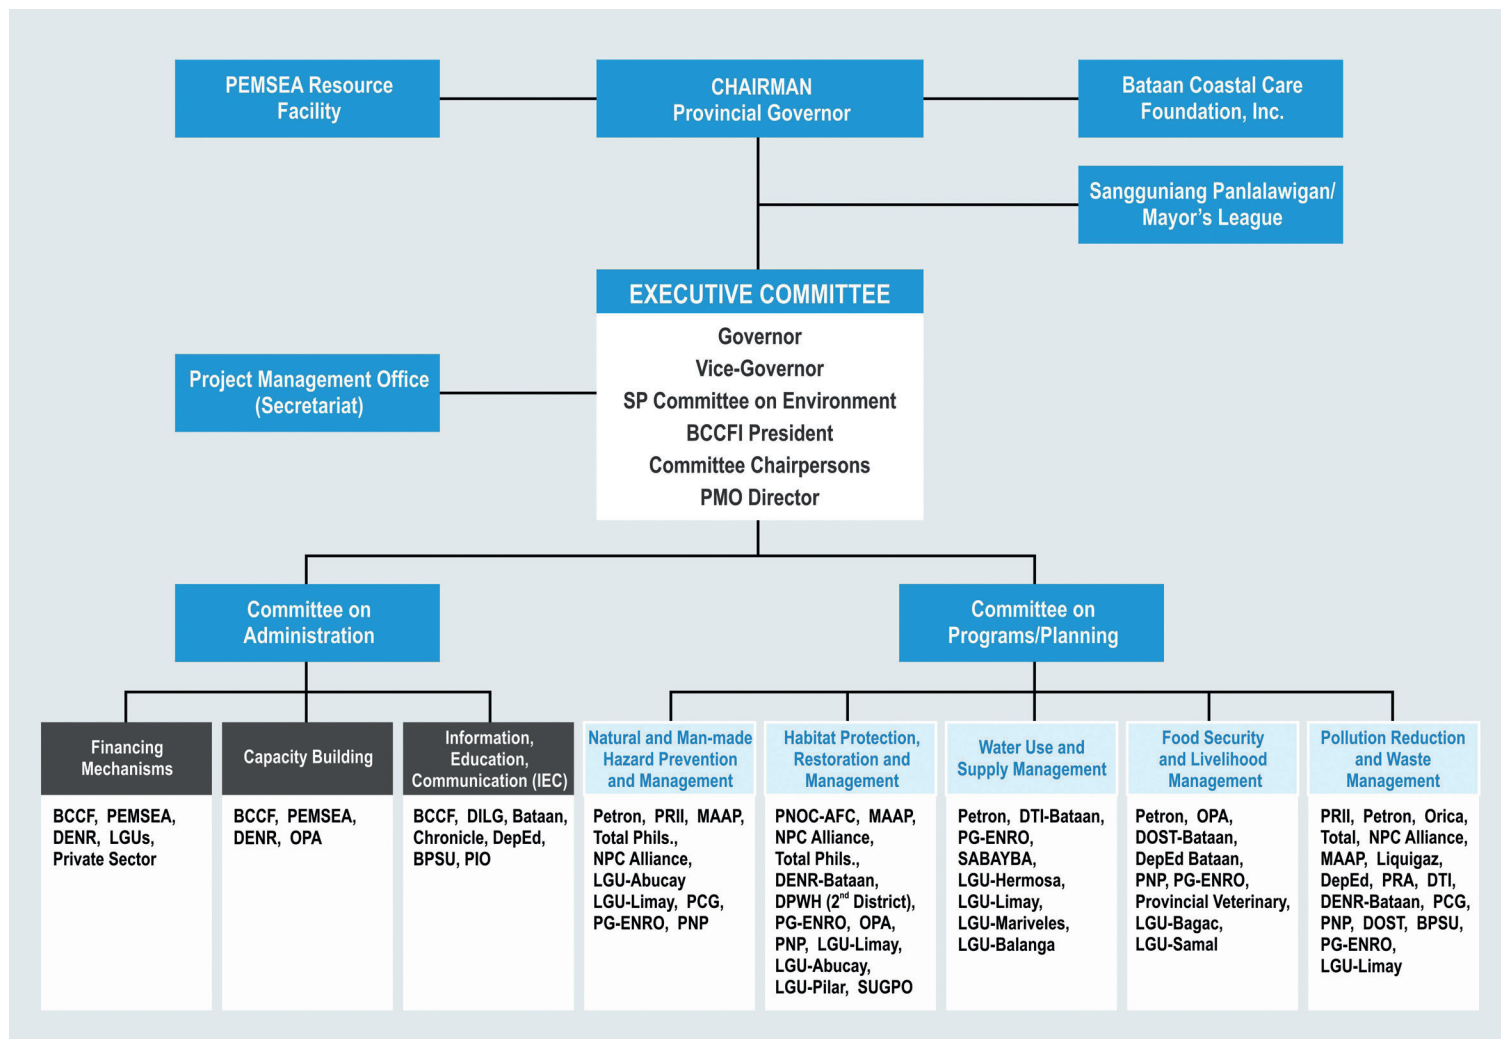 PEMSEA Resource
Facility
CHAIRMAN
Provincial Governor
Bataan Coastal Care
Foundation, Inc.
Sangguniang Panlalawigan/
Mayor's League
EXECUTIVE COMMITTEE
Governor
Vice-Governor
SP Committee on Environment
BCCFI President
Committee Chairpersons
PMO Director
Project Management Office
(Secretariat)
Committee on
Administration
Committee on
Programs/Planning
Financing
Mechanisms
BCCF, PEMSEA,
DENR, LGUs,
Private Sector
Capacity Building
BCCF, PEMSEA,
DENR, OPA
Information,
Education,
Communication (IEC)
BCCF, DILG, Bataan,
Chronicle, DepEd,
BPSU, PIO
Natural and Man-made
Hazard Prevention
and Management
Petron, PRII, MAAP,
Total Phils.,
NPC Alliance,
LGU-Abucay
LGU-Limay, PCG,
PG-ENRO, PNP
Habitat Protection,
Restoration and
Management
PNOC-AFC, MAAP,
NPC Alliance,
Total Phils.,
DENR-Bataan,
DPWH (2nd District),
PG-ENRO, OPA,
PNP, LGU-Limay,
LGU-Abucay,
LGU-Pilar, SUGPO
Water Use and
Supply Management
Petron, DTI-Bataan,
PG-ENRO,
SABAYBA,
LGU-Hermosa,
LGU-Limay,
LGU-Mariveles,
LGU-Balanga
Food Security
and Livelihood
Management
Petron, OPA,
DOST-Bataan,
DepEd Bataan,
PNP, PG-ENRO,
Provincial Veterinary,
LGU-Bagac,
LGU-Samal
Pollution Reduction
and Waste
Management
PRII, Petron, Orica,
Total, NPC Alliance,
MAAP, Liquigaz,
DepEd, PRA, DTI,
DENR-Bataan, PCG,
PNP, DOST, BPSU,
PG-ENRO,
LGU-Limay